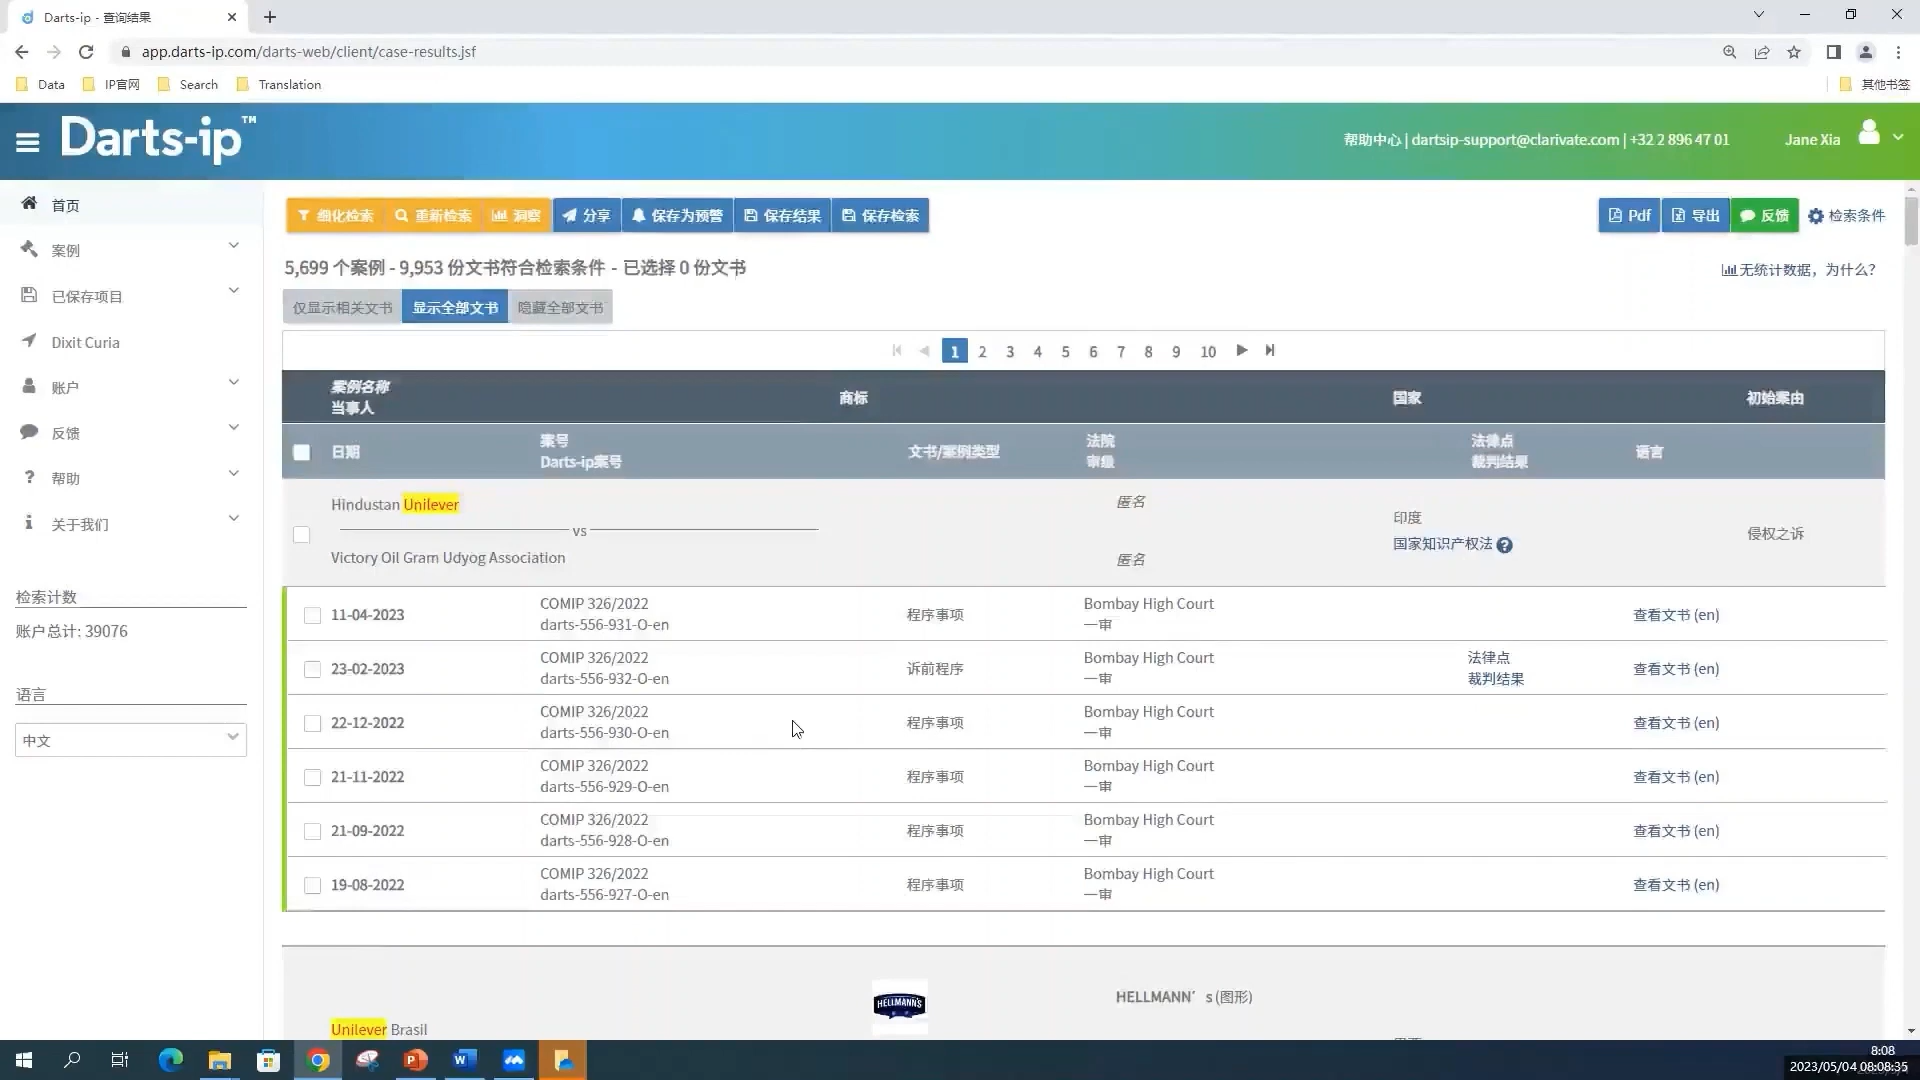 Darts-ip - 查询结果
app.darts-ip.com/darts-web/client/case-results.jsf
Data
IP官网
Search
Translation
其他书签
Darts-ip™
帮助中心 | dartsip-support@clarivate.com | +32 2 896 47 01
Jane Xia
首页
案例
已保存项目
Dixit Curia
账户
反馈
帮助
关于我们
检索计数
账户总计: 39076
语言
中文
细化检索
重新检索
洞察
分享
保存为预警
保存结果
保存检索
Pdf
导出
反馈
检索条件
5,699 个案例 - 9,953 份文书符合检索条件 - 已选择 0 份文书
无统计数据，为什么?
仅显示相关文书
显示全部文书
隐藏全部文书
1 2 3 4 5 6 7 8 9 10
案例名称
当事人
商标
国家
初始案由
日期
案号
Darts-ip案号
文书/案例类型
法院
审级
法律点
裁判结果
语言
Hindustan Unilever
vs
Victory Oil Gram Udyog Association
匿名
匿名
印度
国家知识产权法
侵权之诉
11-04-2023
COMIP 326/2022
darts-556-931-O-en
程序事项
Bombay High Court
一审
查看文书 (en)
23-02-2023
COMIP 326/2022
darts-556-932-O-en
诉前程序
Bombay High Court
一审
法律点
裁判结果
查看文书 (en)
22-12-2022
COMIP 326/2022
darts-556-930-O-en
程序事项
Bombay High Court
一审
查看文书 (en)
21-11-2022
COMIP 326/2022
darts-556-929-O-en
程序事项
Bombay High Court
一审
查看文书 (en)
21-09-2022
COMIP 326/2022
darts-556-928-O-en
程序事项
Bombay High Court
一审
查看文书 (en)
19-08-2022
COMIP 326/2022
darts-556-927-O-en
程序事项
Bombay High Court
一审
查看文书 (en)
HELLMANN'S
HELLMANN' s (图形)
Unilever Brasil
8:08
2023/05/04 08:08:35